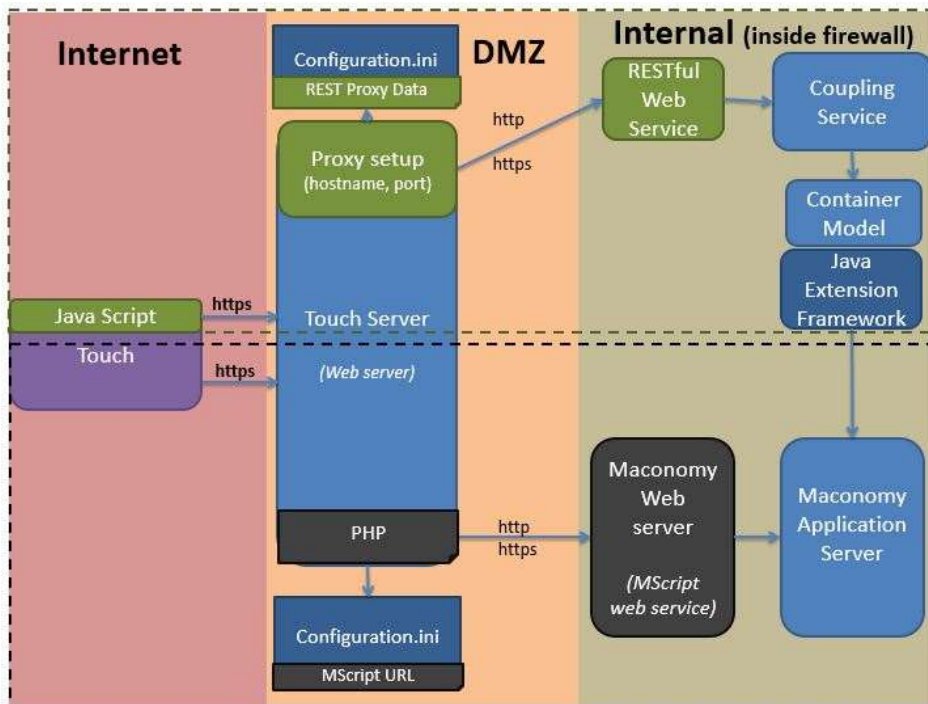 Internet
Configuration.ini
REST Proxy Data
DMZ
Internal (inside firewall)
Proxy setup
(hostname, port)
http
https
RESTful
Web
Service
Coupling
Service
Container
Model
Java
Extension
Framework
Java Script
https
Touch
https
Touch Server
(Web server)
PHP
http
https
Maconomy
Web
server
(MScript
web service)
Maconomy
Application
Server
Configuration.ini
MScript URL